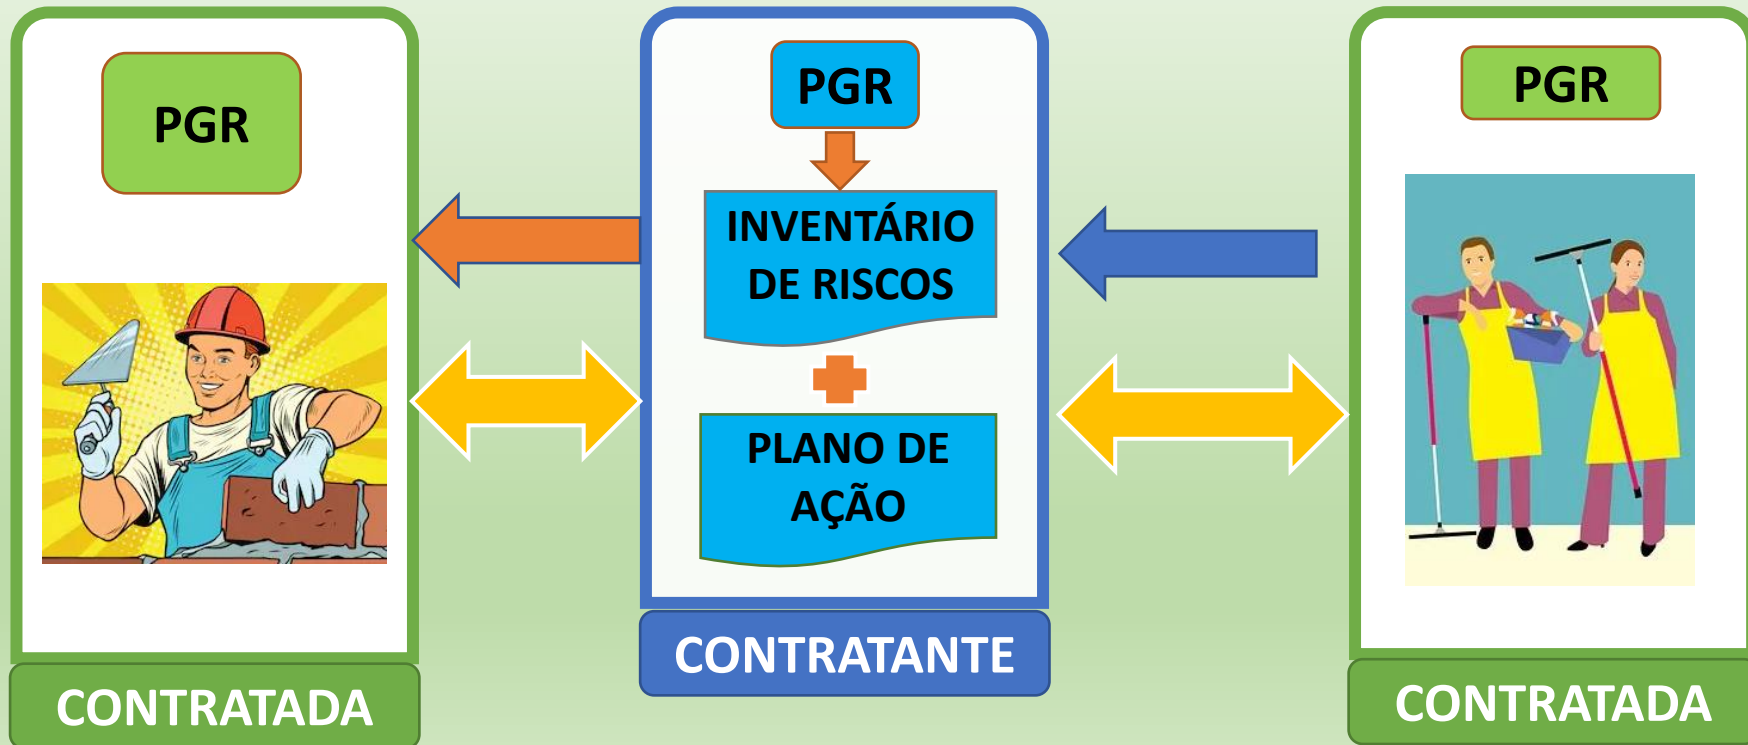 PGR
CONTRATADA
PGR
INVENTÁRIO
DE RISCOS
PLANO DE
AÇÃO
CONTRATANTE
PGR
CONTRATADA